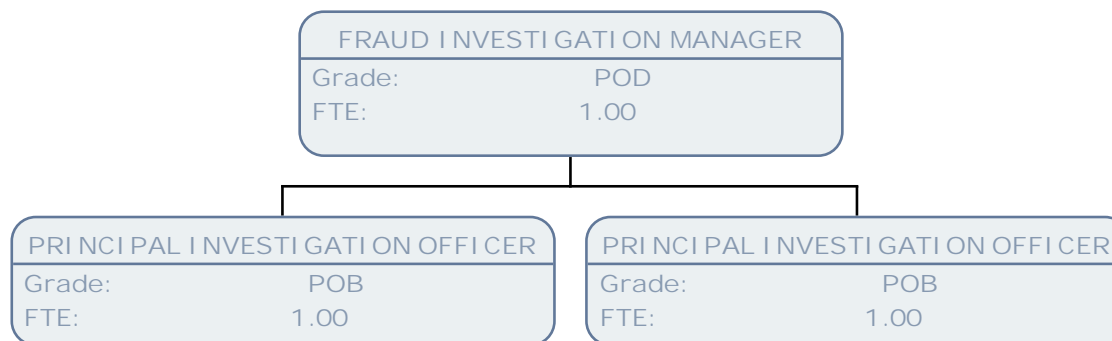 FRAUD INVESTIGATION MANAGER
Grade: POD
FTE: 1.00
PRINCIPAL INVESTIGATION OFFICER
Grade: POB
FTE: 1.00
PRINCIPAL INVESTIGATION OFFICER
Grade: POB
FTE: 1.00